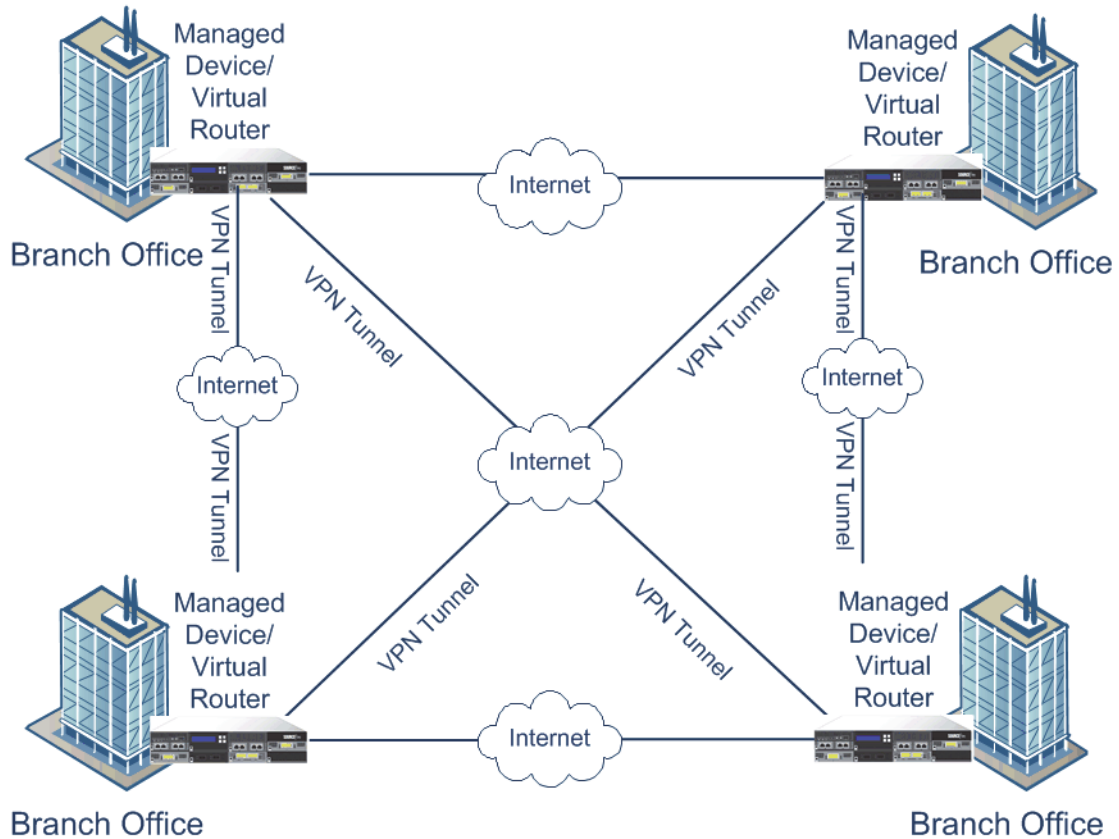 Managed
Device/
Virtual
Router
Managed
Device/
Virtual
Router
Internet
Branch Office
Branch Office
VPN Tunnel
VPN Tunnel
VPN Tunnel
VPN Tunnel
Internet
Internet
Internet
VPN Tunnel
VPN Tunnel
VPN Tunnel
VPN Tunnel
Managed
Device/
Virtual
Router
Managed
Device/
Virtual
Router
Internet
Branch Office
Branch Office